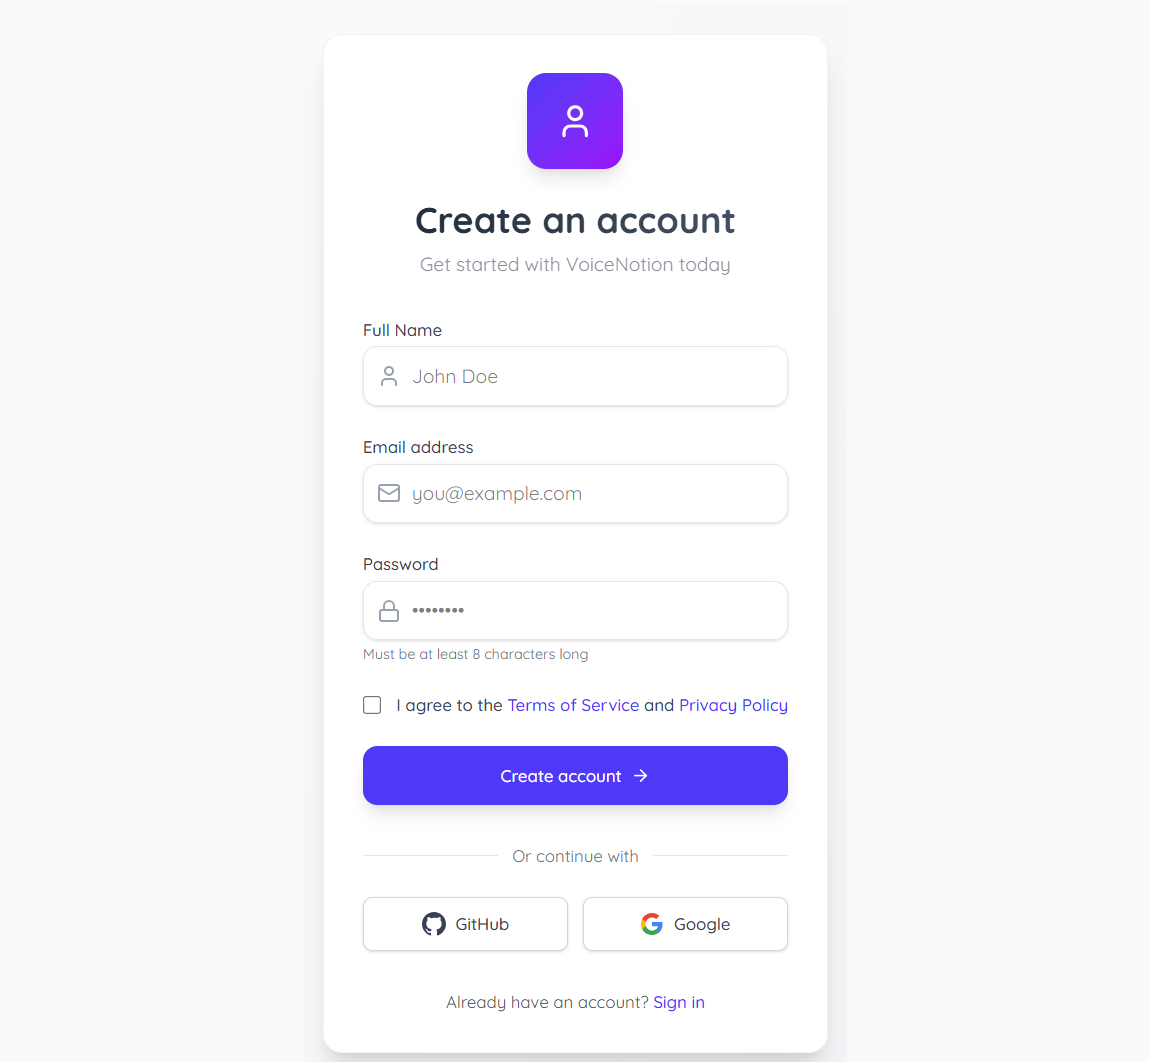 Create an account
Get started with VoiceNotion today
Full Name
John Doe
Email address
you@example.com
Password
••••••••
Must be at least 8 characters long
I agree to the Terms of Service and Privacy Policy
Create account →
Or continue with
GitHub
Google
Already have an account? Sign in